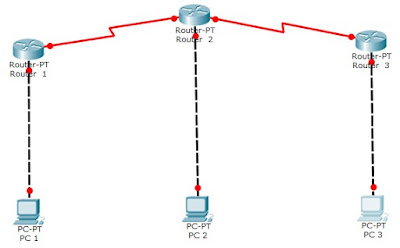 Router-PT
Router 1
Router-PT
Router 2
Router-PT
Router 3
PC-PT
PC 1
PC-PT
PC 2
PC-PT
PC 3